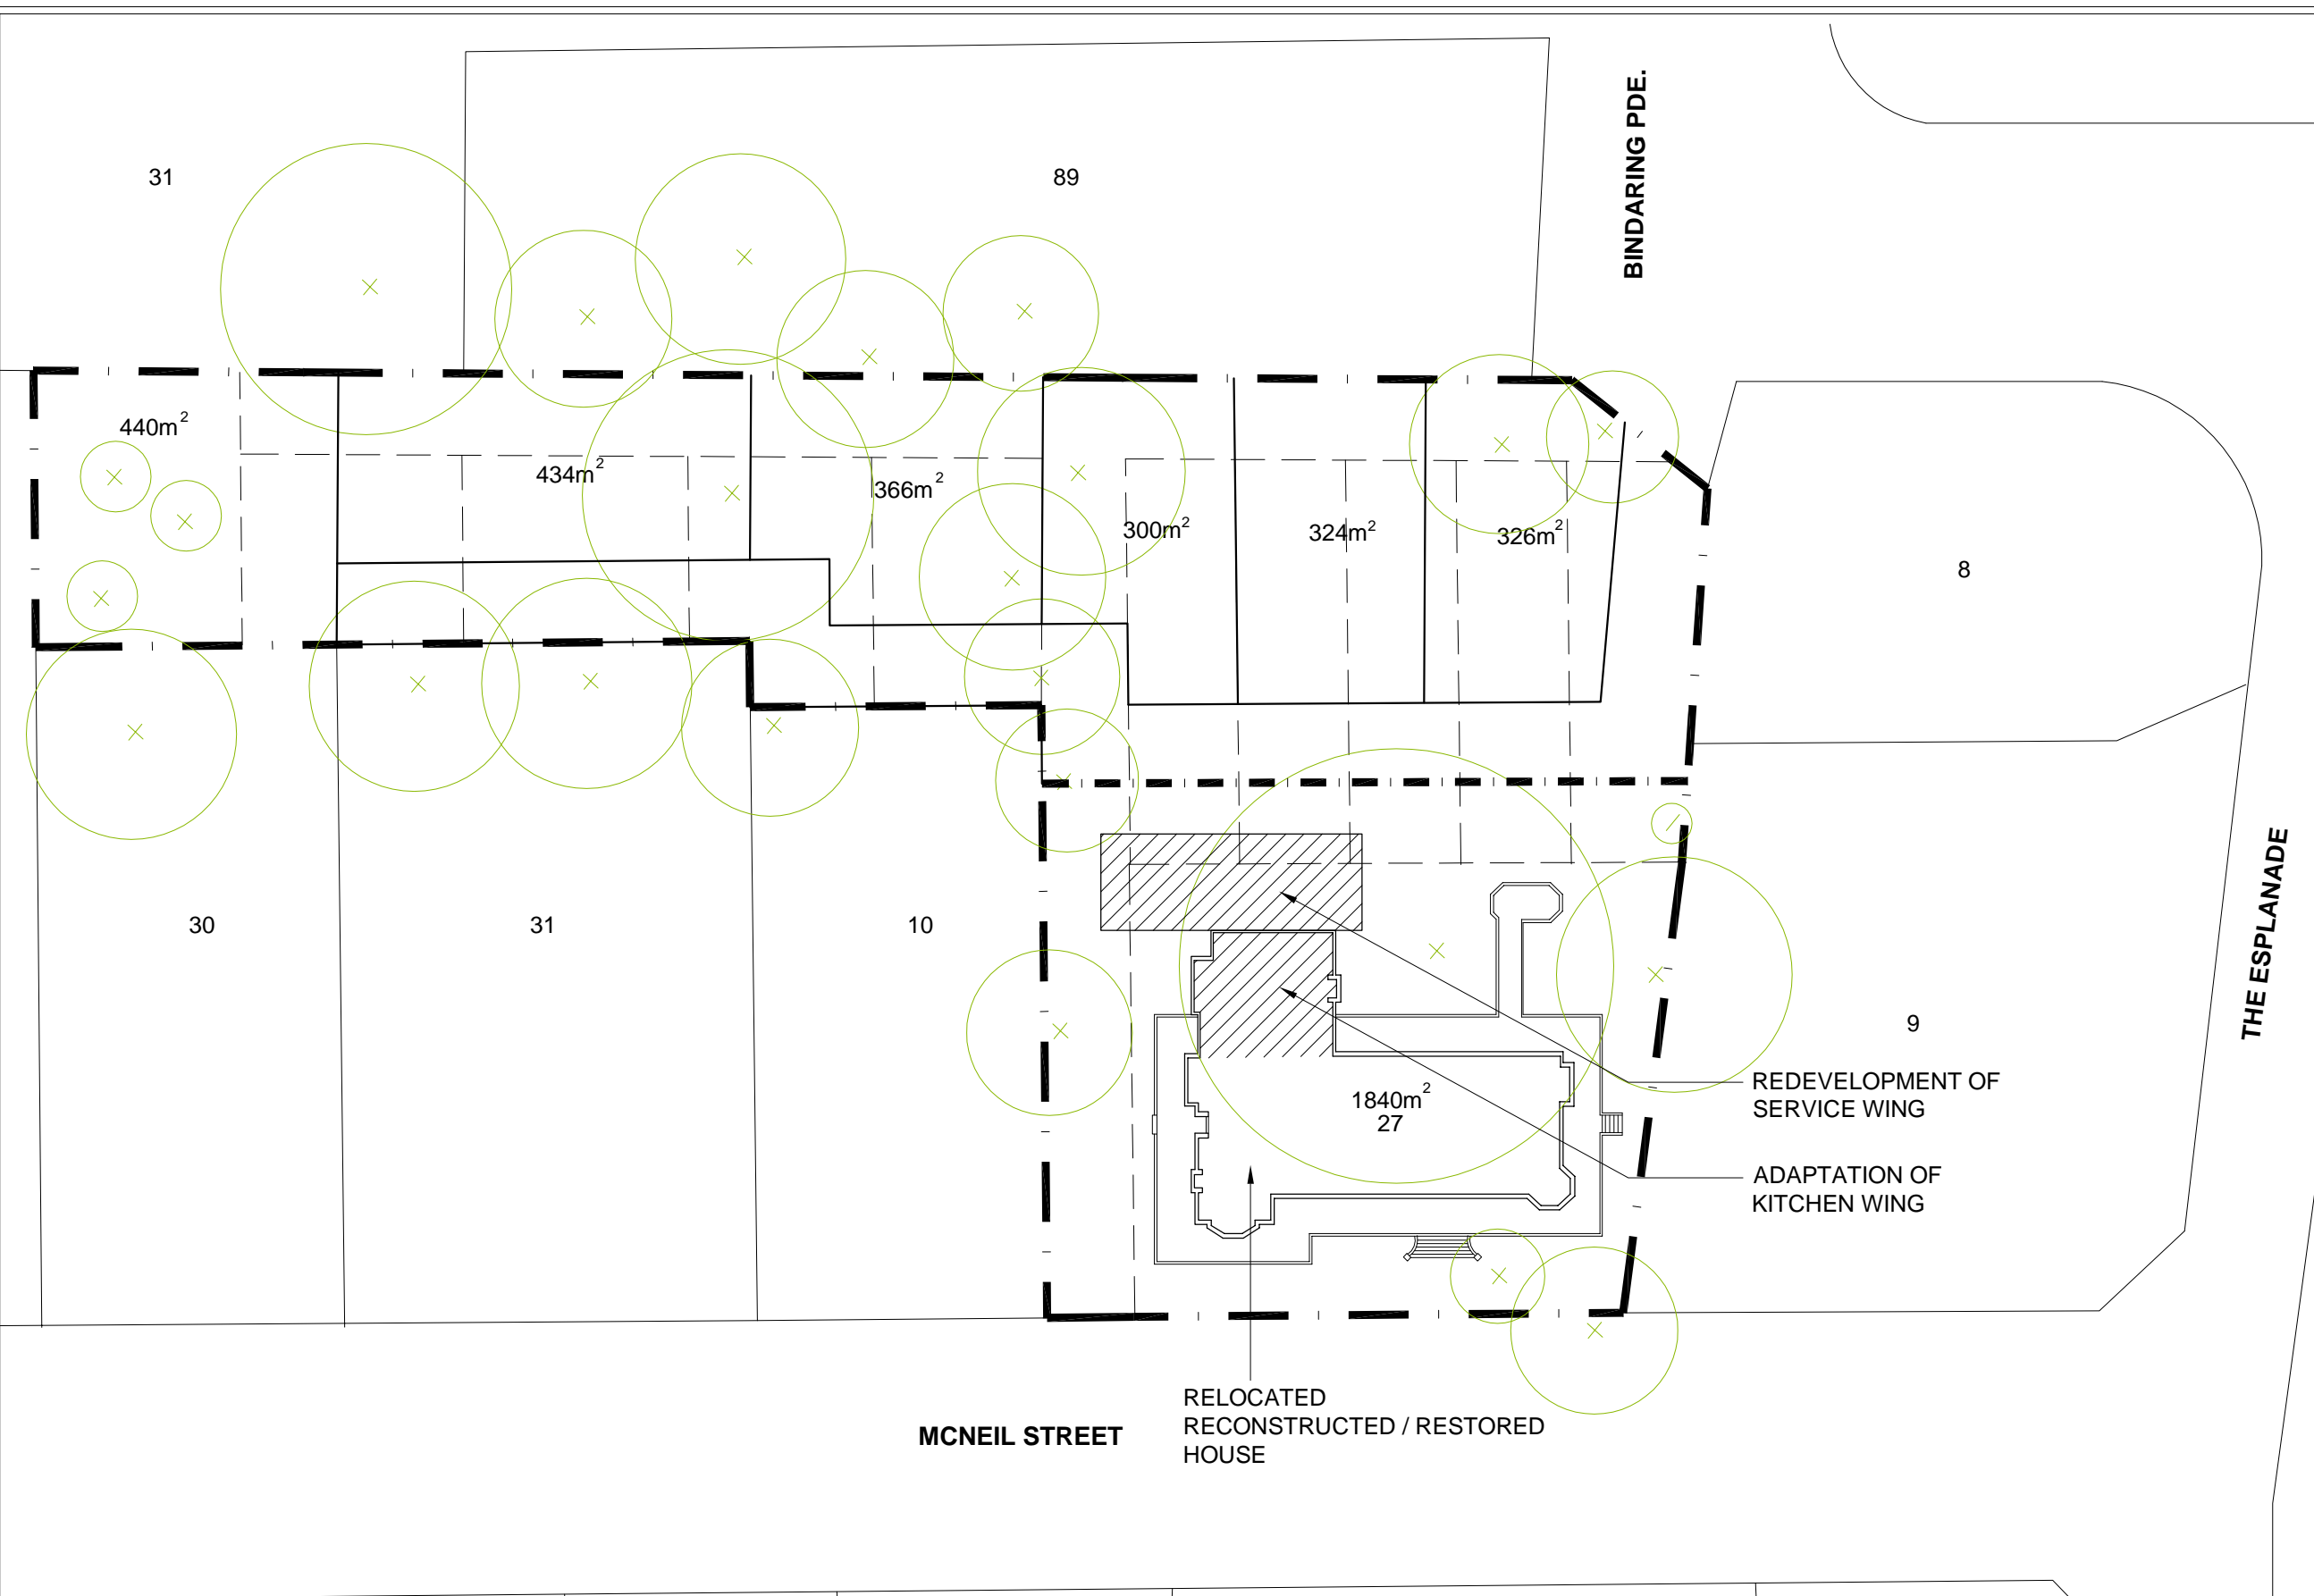 BINDARING PDE.
31
89
440m²
434m²
366m²
300m²
324m²
326m²
8
30
31
10
9
THE ESPLANADE
REDEVELOPMENT OF
SERVICE WING
1840m²
27
ADAPTATION OF
KITCHEN WING
RELOCATED
RECONSTRUCTED / RESTORED
HOUSE
MCNEIL STREET